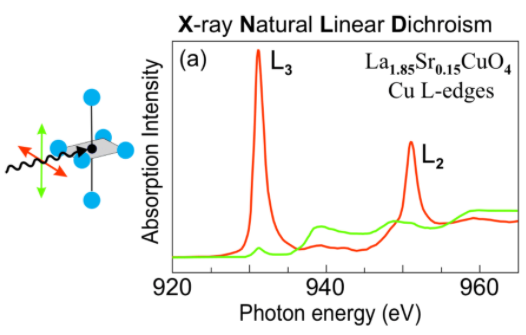 X-ray Natural Linear Dichroism
(a)
L₃
La₁.₈₅Sr₀.₁₅CuO₄
Cu L-edges
L₂
Absorption Intensity
920 940 960
Photon energy (eV)